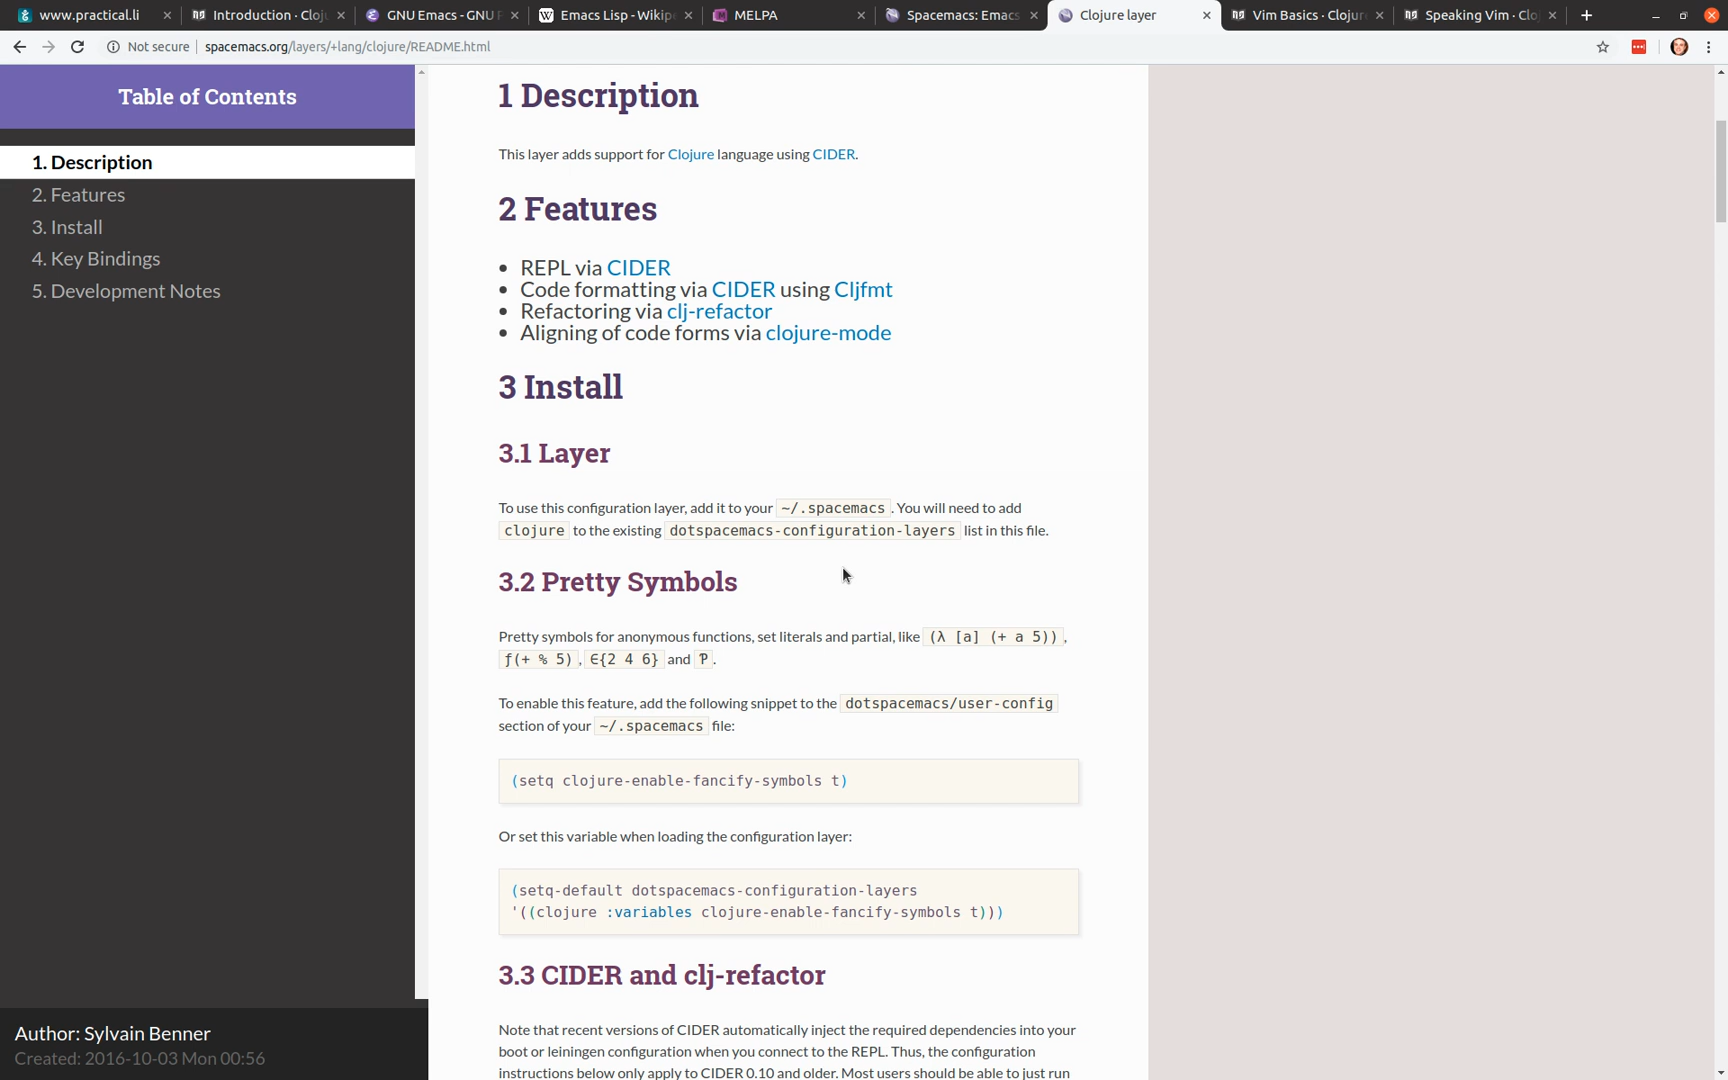 www.practical.li
Introduction · Cloj
GNU Emacs - GNU P
Emacs Lisp - Wikipe
MELPA
Spacemacs: Emacs
Clojure layer
Vim Basics · Clojure
Speaking Vim · Clo
Not secure
spacemacs.org/layers/+lang/clojure/README.html
Table of Contents
1. Description
2. Features
3. Install
4. Key Bindings
5. Development Notes
Author: Sylvain Benner
Created: 2016-10-03 Mon 00:56
1 Description
This layer adds support for Clojure language using CIDER.
2 Features
• REPL via CIDER
• Code formatting via CIDER using Cljfmt
• Refactoring via clj-refactor
• Aligning of code forms via clojure-mode
3 Install
3.1 Layer
To use this configuration layer, add it to your ~/.spacemacs. You will need to add
clojure to the existing dotspacemacs-configuration-layers list in this file.
3.2 Pretty Symbols
Pretty symbols for anonymous functions, set literals and partial, like (λ [a] (+ a 5)),
ƒ(+ % 5), ∈{2 4 6} and Ƥ.
To enable this feature, add the following snippet to the dotspacemacs/user-config
section of your ~/.spacemacs file:
(setq clojure-enable-fancify-symbols t)
Or set this variable when loading the configuration layer:
(setq-default dotspacemacs-configuration-layers
'((clojure :variables clojure-enable-fancify-symbols t)))
3.3 CIDER and clj-refactor
Note that recent versions of CIDER automatically inject the required dependencies into your
boot or leiningen configuration when you connect to the REPL. Thus, the configuration
instructions below only apply to CIDER 0.10 and older. Most users should be able to just run